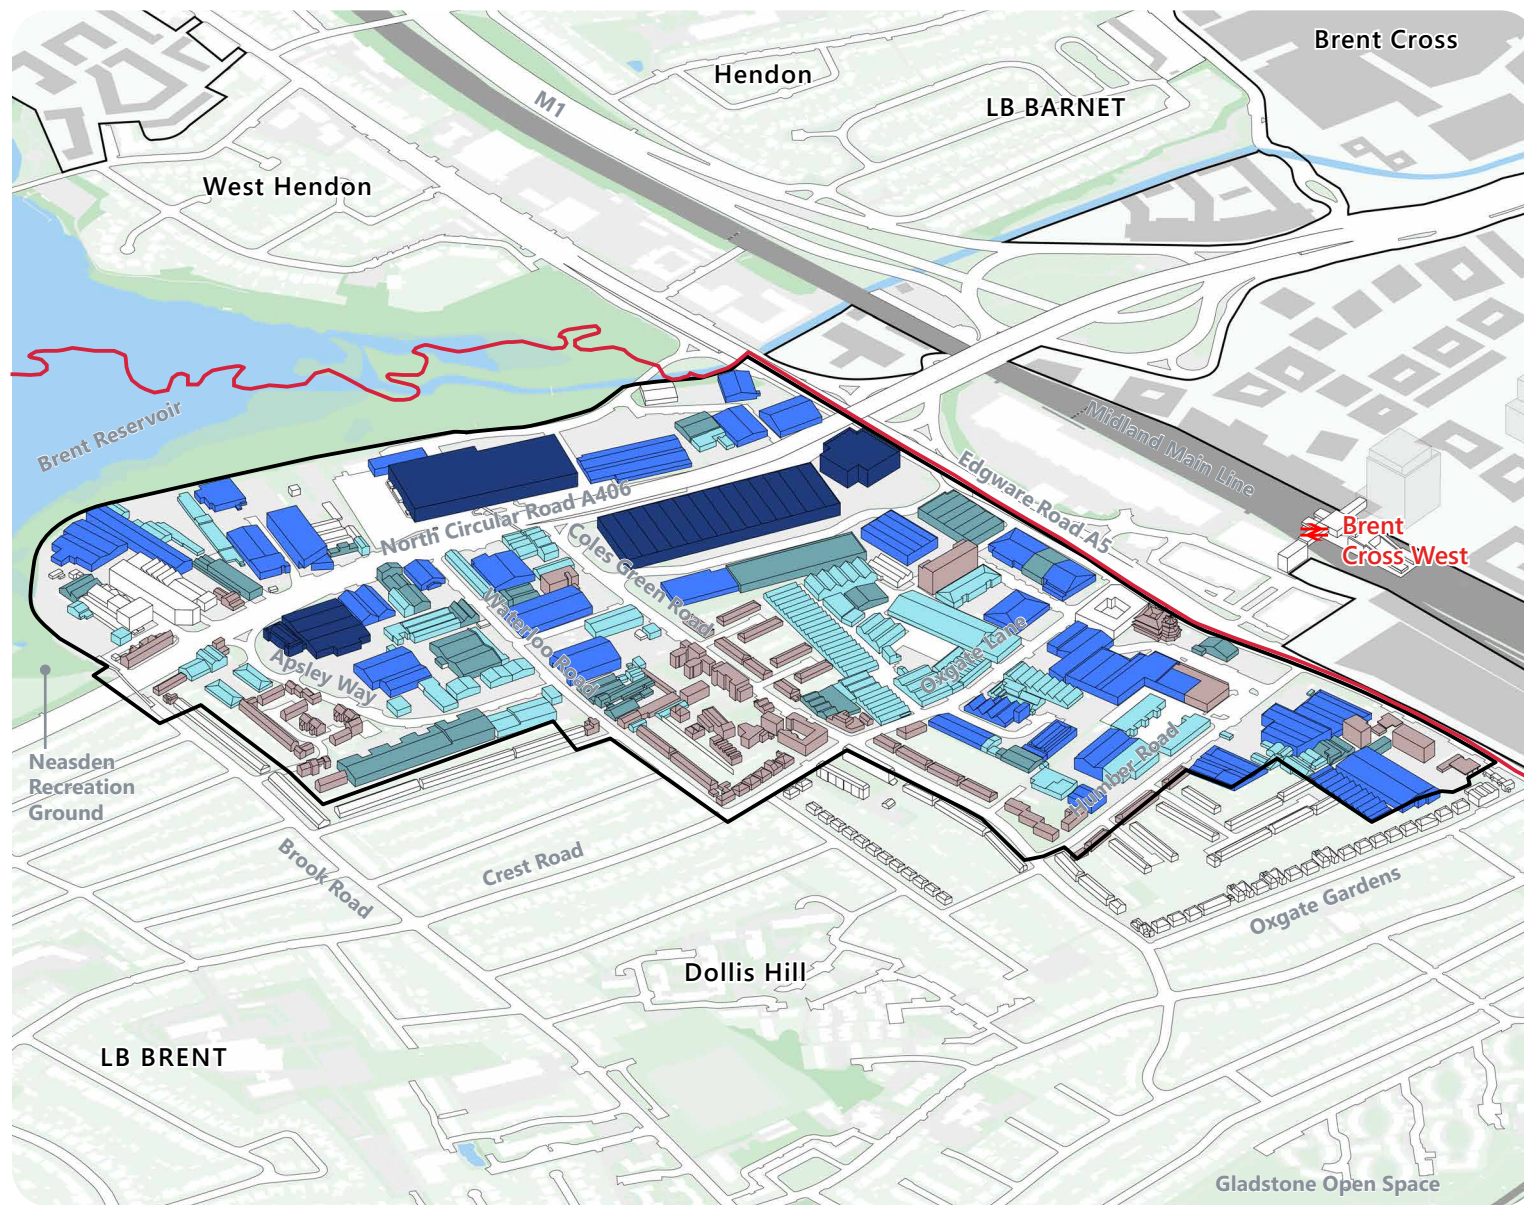 Brent Cross
Hendon
M1
LB BARNET
West Hendon
Brent Reservoir
Midland Main Line
Edgware Road A5
North Circular Road A406
Brent
Cross West
Coles Green Road
Waterloo Road
Oxgate Lane
Apsley Way
Humber Road
Neasden
Recreation
Ground
Brook Road
Crest Road
Oxgate Gardens
Dollis Hill
LB BRENT
Gladstone Open Space